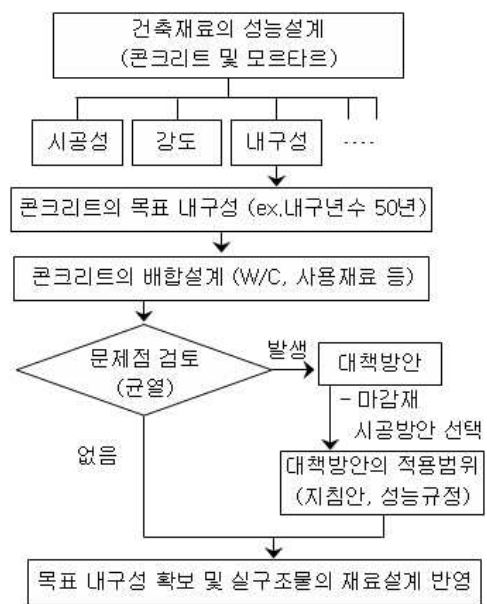 건축재료의 성능설계
(콘크리트 및 모르타르)
시공성
강도
내구성
....
콘크리트의 목표 내구성 (ex.내구년수 50년)
콘크리트의 배합설계 (W/C, 사용재료 등)
문제점 검토
(균열)
발생
대책방안
- 마감재
시공방안 선택
없음
대책방안의 적용범위
(지침안, 성능규정)
목표 내구성 확보 및 실구조물의 재료설계 반영